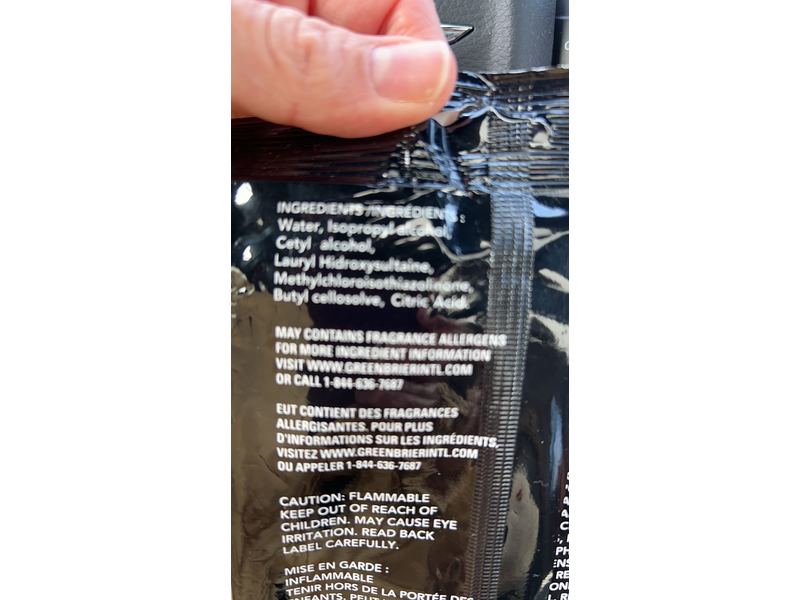 INGREDIENTS/INGRÉDIENTS:
Water, Isopropyl alcohol,
Cetyl alcohol,
Lauryl Hidroxysultaine,
Methylchloroisothiazolinone,
Butyl cellosolve, Citric Acid.
MAY CONTAINS FRAGRANCE ALLERGENS
FOR MORE INGREDIENT INFORMATION
VISIT WWW.GREENBRIERINTL.COM
OR CALL 1-844-636-7687
EUT CONTIENT DES FRAGRANCES
ALLERGISANTES. POUR PLUS
D'INFORMATIONS SUR LES INGRÉDIENTS,
VISITEZ WWW.GREENBRIERINTL.COM
OU APPELER 1-844-636-7687
CAUTION: FLAMMABLE
KEEP OUT OF REACH OF
CHILDREN. MAY CAUSE EYE
IRRITATION. READ BACK
LABEL CAREFULLY.
MISE EN GARDE :
INFLAMMABLE
TENIR HORS DE LA PORTÉE DES